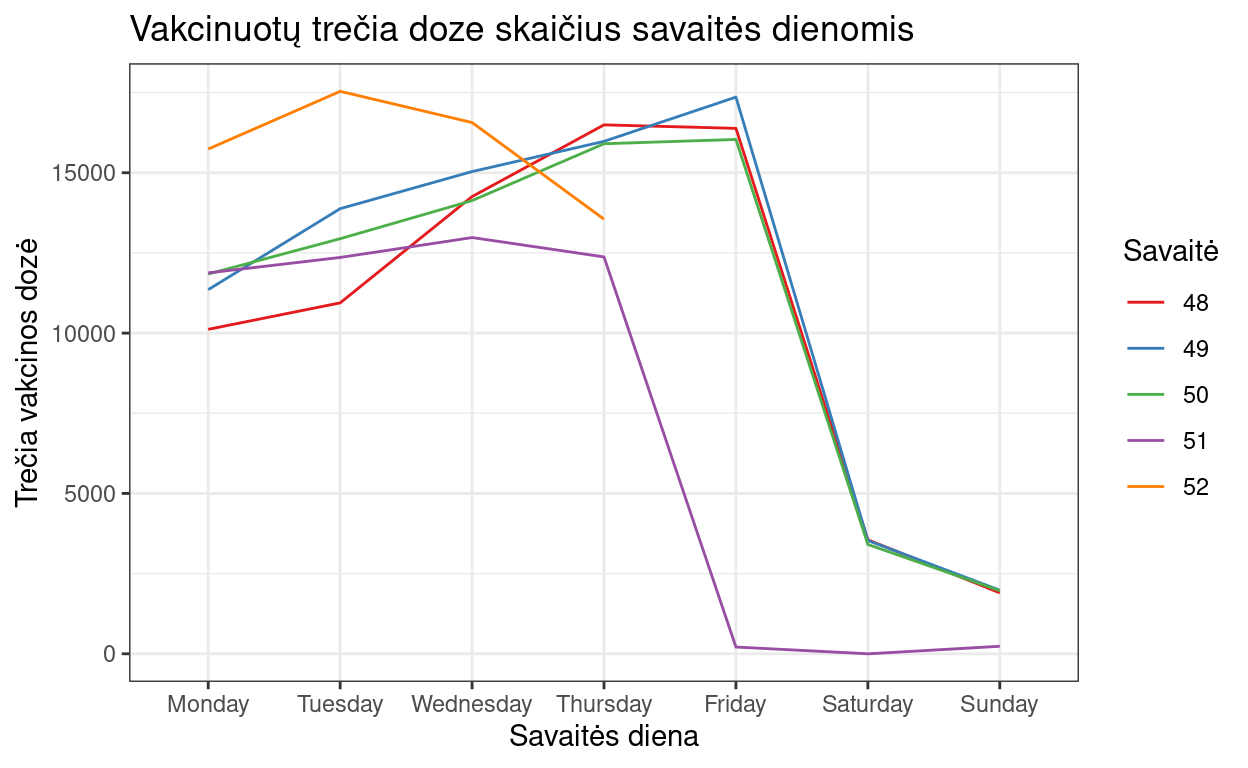 Vakcinuotų trečia doze skaičius savaitės dienomis
Trečia vakcinos dozė
15000
10000
5000
0
Monday Tuesday Wednesday Thursday Friday Saturday Sunday
Savaitės diena
Savaitė
48
49
50
51
52